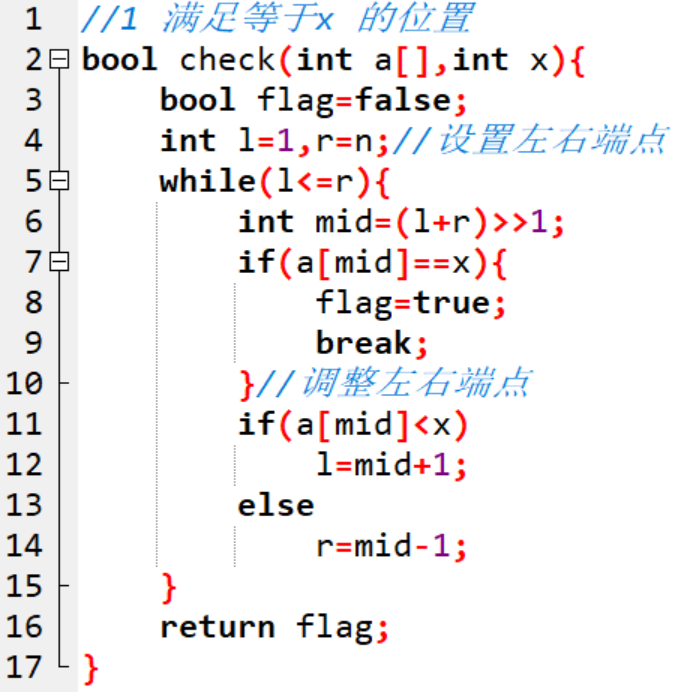 1 //1 满足等于x 的位置
2 bool check(int a[],int x){
3 bool flag=false;
4 int l=1,r=n;//设置左右端点
5 while(l<=r){
6 int mid=(l+r)>>1;
7 if(a[mid]==x){
8 flag=true;
9 break;
10 }//调整左右端点
11 if(a[mid]<x)
12 l=mid+1;
13 else
14 r=mid-1;
15 }
16 return flag;
17 }